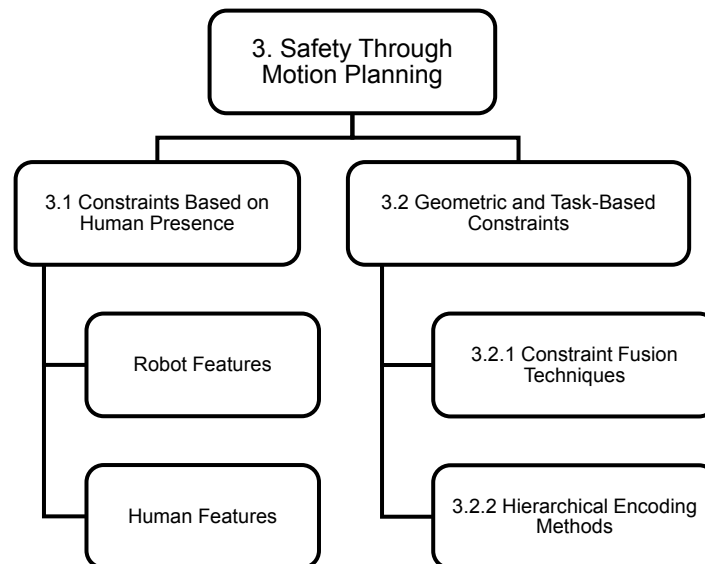 3. Safety Through
Motion Planning
3.1 Constraints Based on
Human Presence
3.2 Geometric and Task-Based
Constraints
Robot Features
3.2.1 Constraint Fusion
Techniques
Human Features
3.2.2 Hierarchical Encoding
Methods